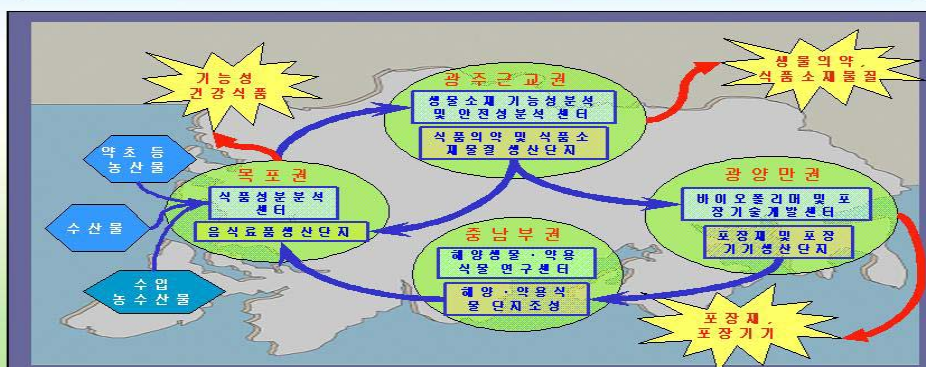 기능성
건강식품
광주근교권
생물소재 기능성분석
및 안전성분석 센터
식품의약 및 식품소
재물질 생산단지
생물의약,
식품소재물질
약초 등
농산물
수산물
수입
농수산물
목포권
식품성분분석
센터
음식료품생산단지
중남부권
해양생물·약용
식물 연구센터
해양·약용식
물 단지조성
광양만권
바이오폴리머 및 포
장기술개발센터
포장재 및 포장
기기생산단지
포장재,
포장기기